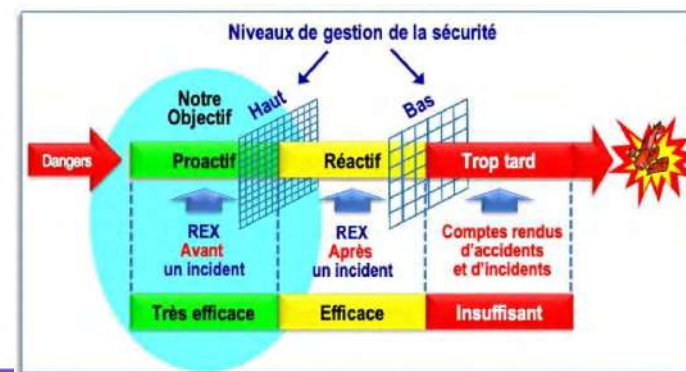 Niveaux de gestion de la sécurité
Notre
Objectif
Haut
Bas
Dangers
Proactif
Réactif
Trop tard
REX
Avant
un incident
REX
Après
un incident
Comptes rendus
d'accidents
et d'incidents
Très efficace
Efficace
Insuffisant